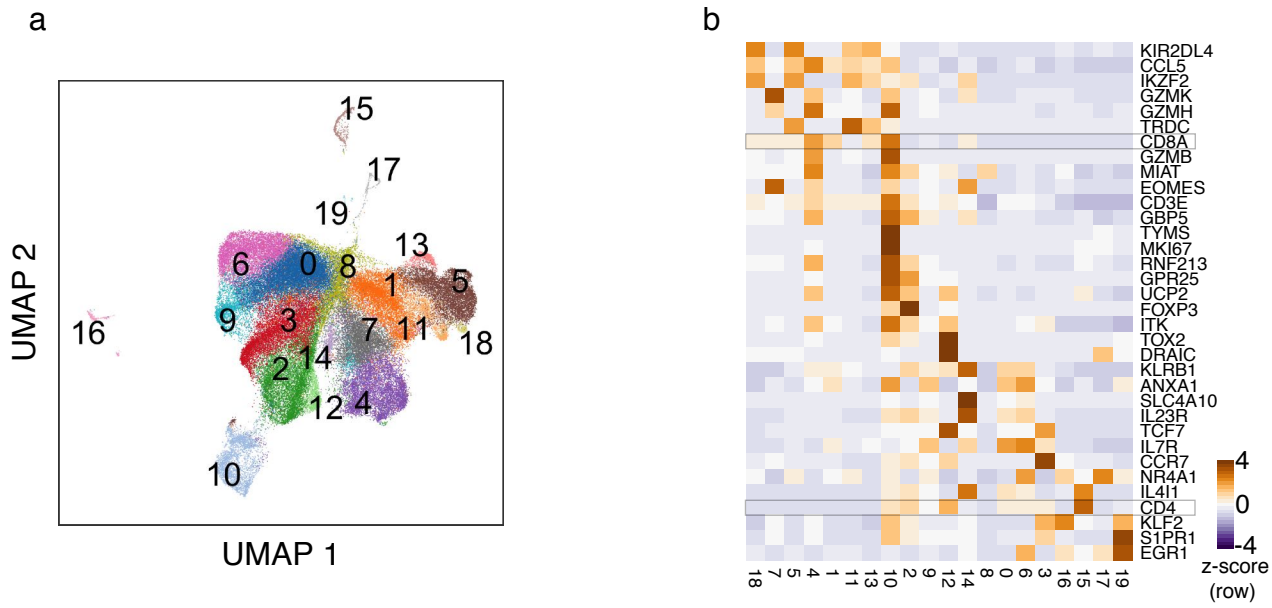 a
b
15
17
19
13
6
0
8
5
1
9
3
7
11
16
18
14
2
12
4
10
UMAP 2
UMAP 1
KIR2DL4
CCL5
IKZF2
GZMK
GZMH
TRDC
CD8A
GZMB
MIAT
EOMES
CD3E
GBP5
TYMS
MKI67
RNF213
GPR25
UCP2
FOXP3
ITK
TOX2
DRAIC
KLRB1
ANXA1
SLC4A10
IL23R
TCF7
IL7R
CCR7
NR4A1
IL4I1
CD4
KLF2
S1PR1
EGR1
18 7 5 4 1 11 13 10 2 9 12 14 8 0 6 3 16 15 17 19
4
0
-4
z-score
(row)